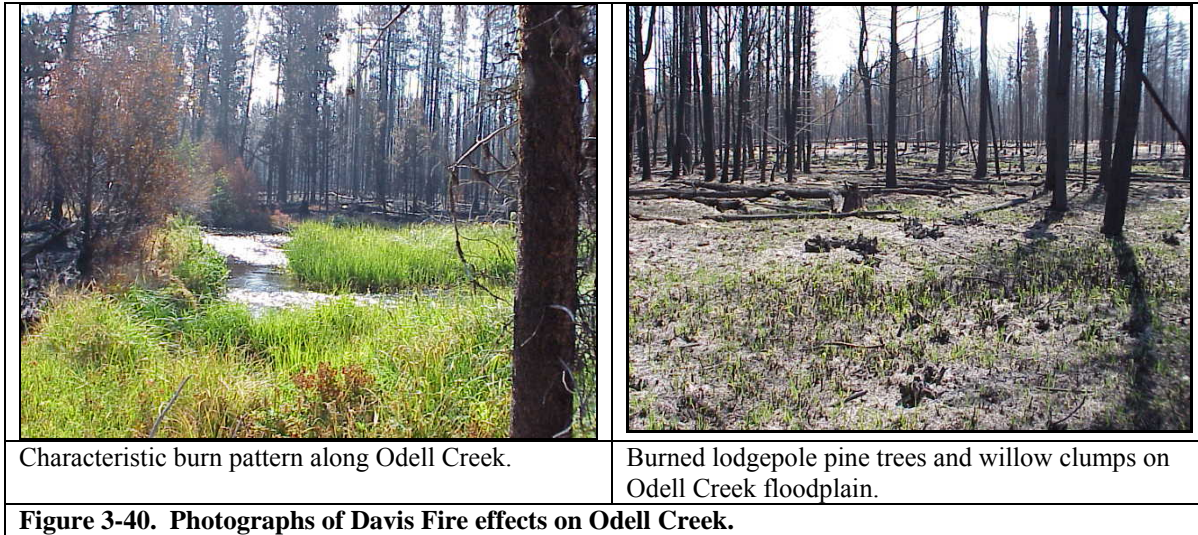 Characteristic burn pattern along Odell Creek.
Burned lodgepole pine trees and willow clumps on
Odell Creek floodplain.
Figure 3-40.  Photographs of Davis Fire effects on Odell Creek.